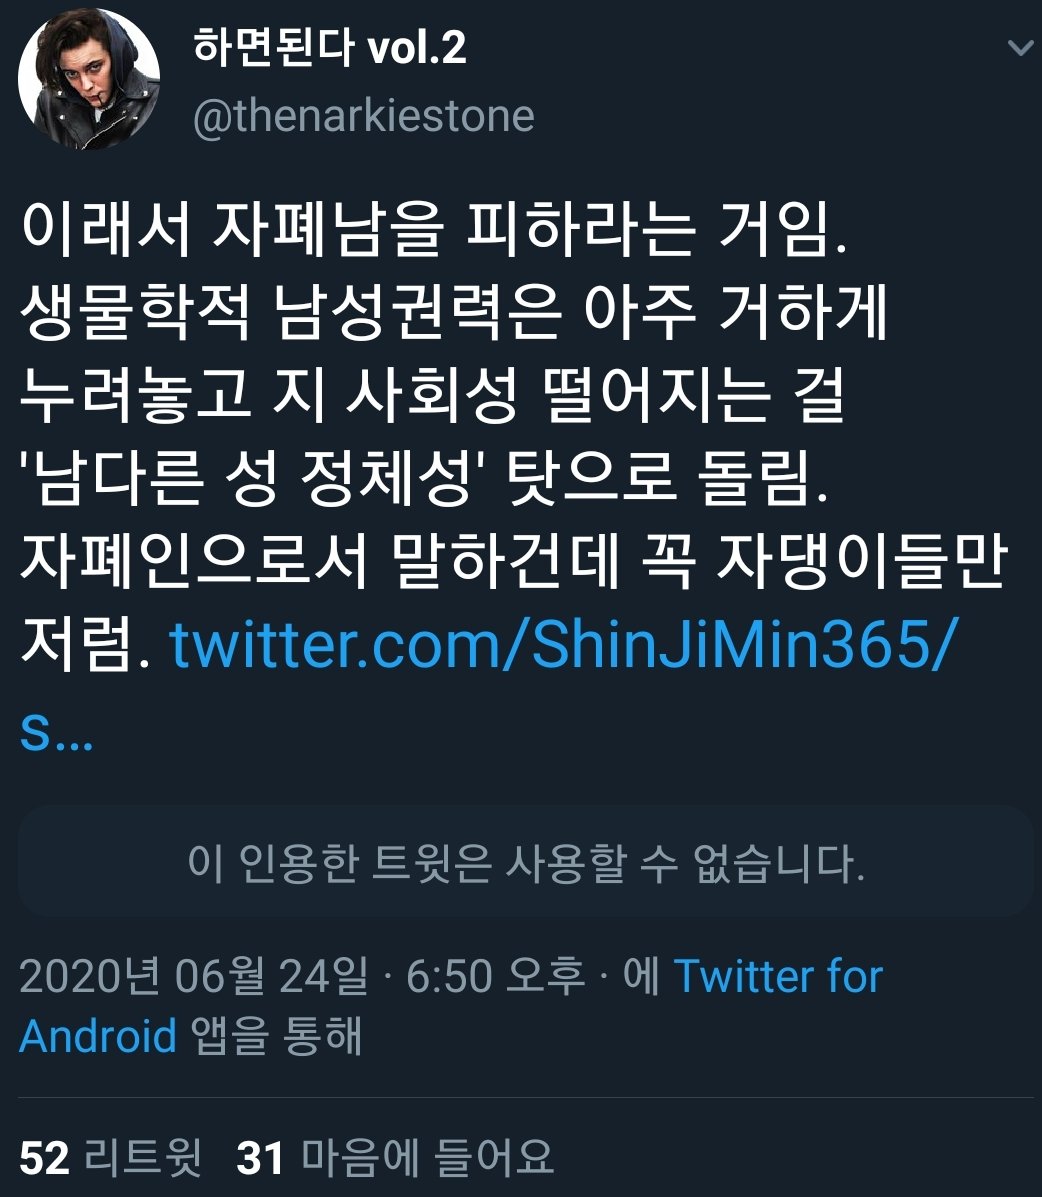 하면된다 vol.2
@thenarkiestone
이래서 자폐남을 피하라는 거임.
생물학적 남성권력은 아주 거하게
누려놓고 지 사회성 떨어지는 걸
'남다른 성 정체성' 탓으로 돌림.
자폐인으로서 말하건데 꼭 자댕이들만
저럼. twitter.com/ShinJiMin365/
s...
이 인용한 트윗은 사용할 수 없습니다.
2020년 06월 24일 · 6:50 오후 · 에 Twitter for
Android 앱을 통해
52 리트윗 31 마음에 들어요